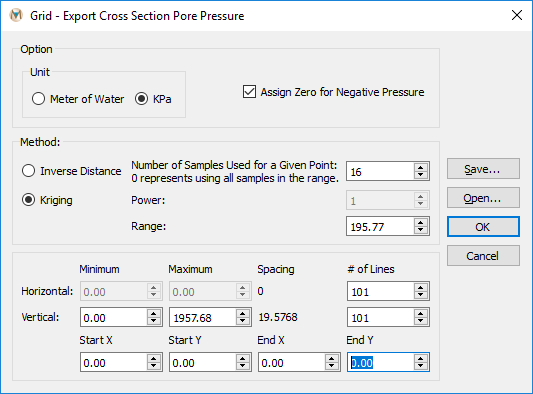 Grid - Export Cross Section Pore Pressure
Option
Unit
Meter of Water KPa
Assign Zero for Negative Pressure
Method:
Inverse Distance
Kriging
Number of Samples Used for a Given Point:
0 represents using all samples in the range.
16
Power: 1
Range: 195.77
Save...
Open...
OK
Cancel
Minimum Maximum Spacing # of Lines
Horizontal: 0.00 0.00 0 101
Vertical: 0.00 1957.68 19.5768 101
Start X Start Y End X End Y
0.00 0.00 0.00 0.00